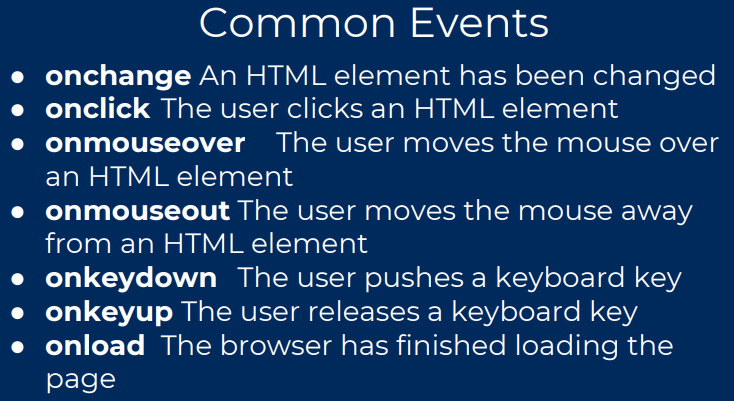 Common Events
● onchange An HTML element has been changed
● onclick The user clicks an HTML element
● onmouseover The user moves the mouse over
an HTML element
● onmouseout The user moves the mouse away
from an HTML element
● onkeydown The user pushes a keyboard key
● onkeyup The user releases a keyboard key
● onload The browser has finished loading the
page